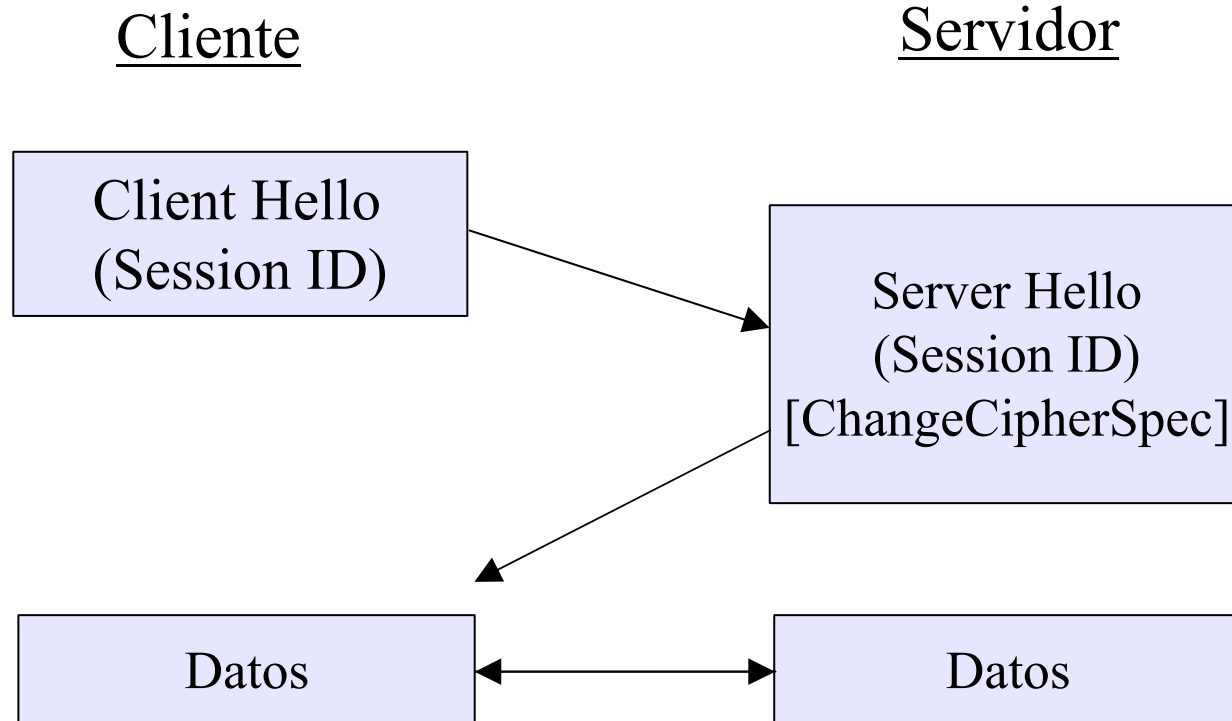 Cliente
Servidor
Client Hello
(Session ID)
Server Hello
(Session ID)
[ChangeCipherSpec]
Datos
Datos